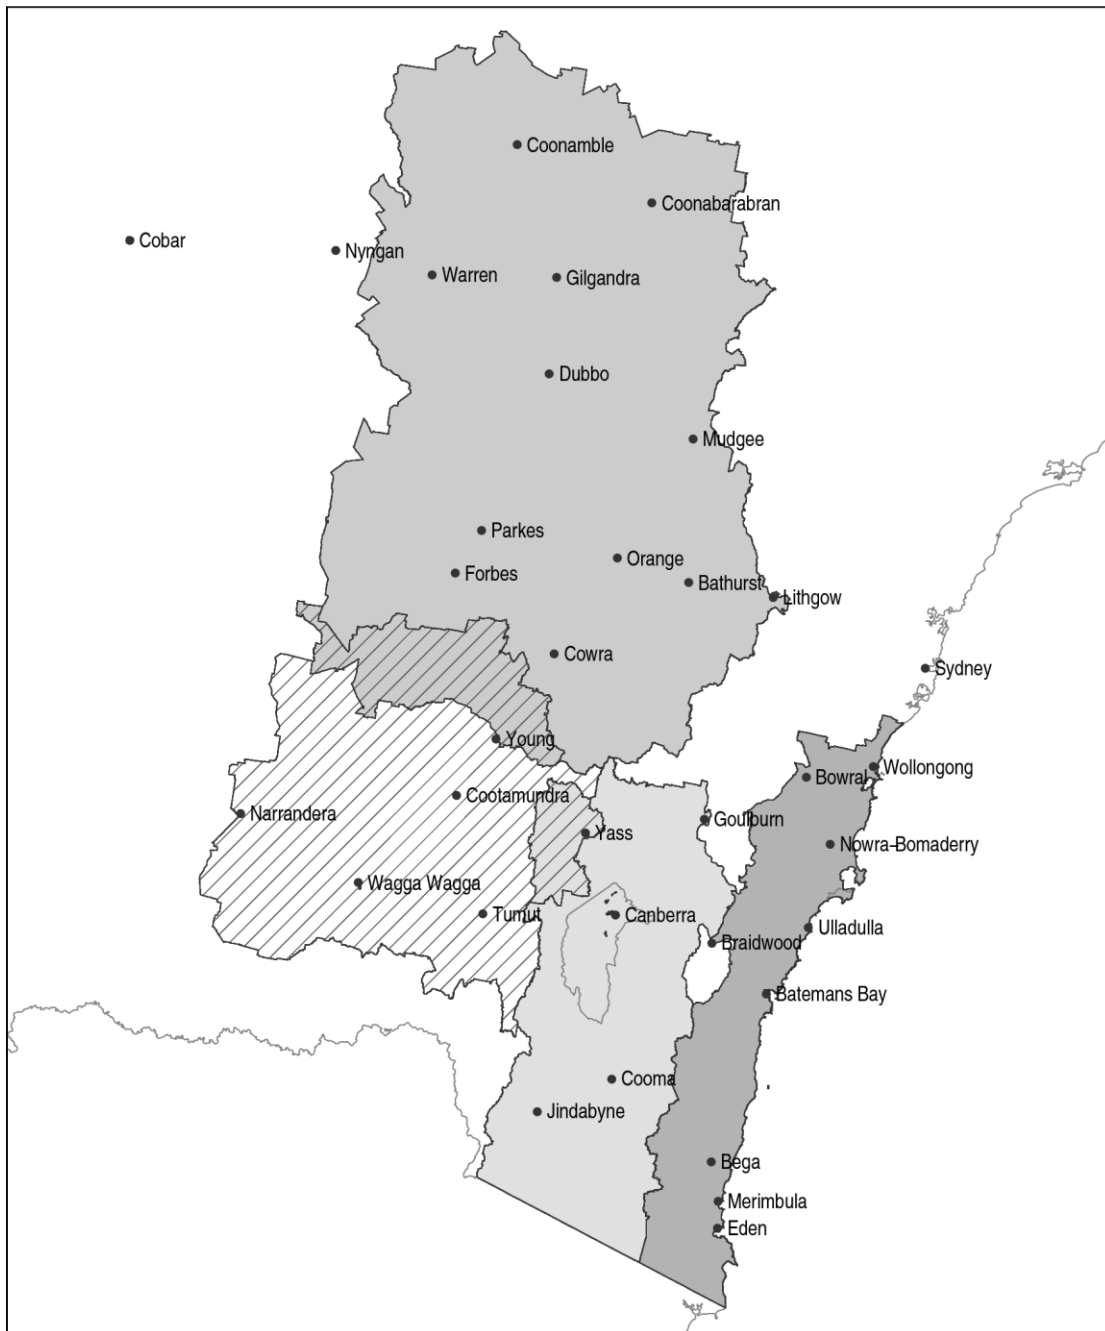 Coonamble
Coonabarabran
Cobar
Nyngan
Warren
Gilgandra
Dubbo
Mudgee
Parkes
Orange
Forbes
Bathurst
Lithgow
Cowra
Sydney
Young
Wollongong
Bowral
Cootamundra
Narrandera
Goulburn
Yass
Nowra-Bomaderry
Wagga Wagga
Tumut
Canberra
Ulladulla
Braidwood
Batemans Bay
Cooma
Jindabyne
Bega
Merimbula
Eden